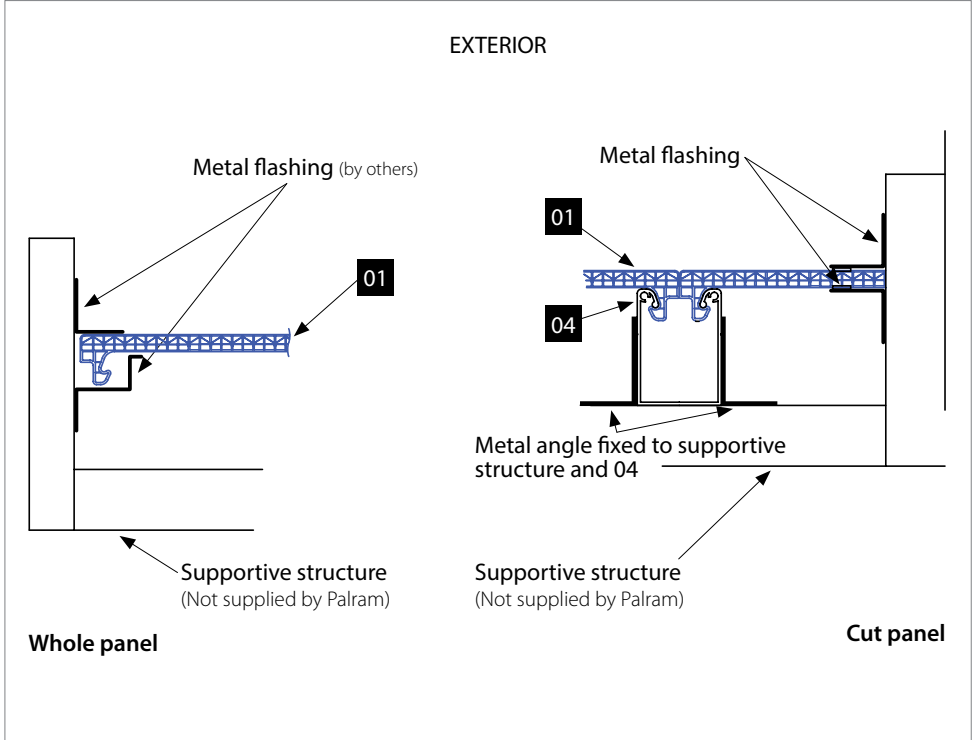 EXTERIOR
Metal flashing (by others)
01
Supportive structure
(Not supplied by Palram)
Whole panel
Metal flashing
01
04
Metal angle fixed to supportive
structure and 04
Supportive structure
(Not supplied by Palram)
Cut panel